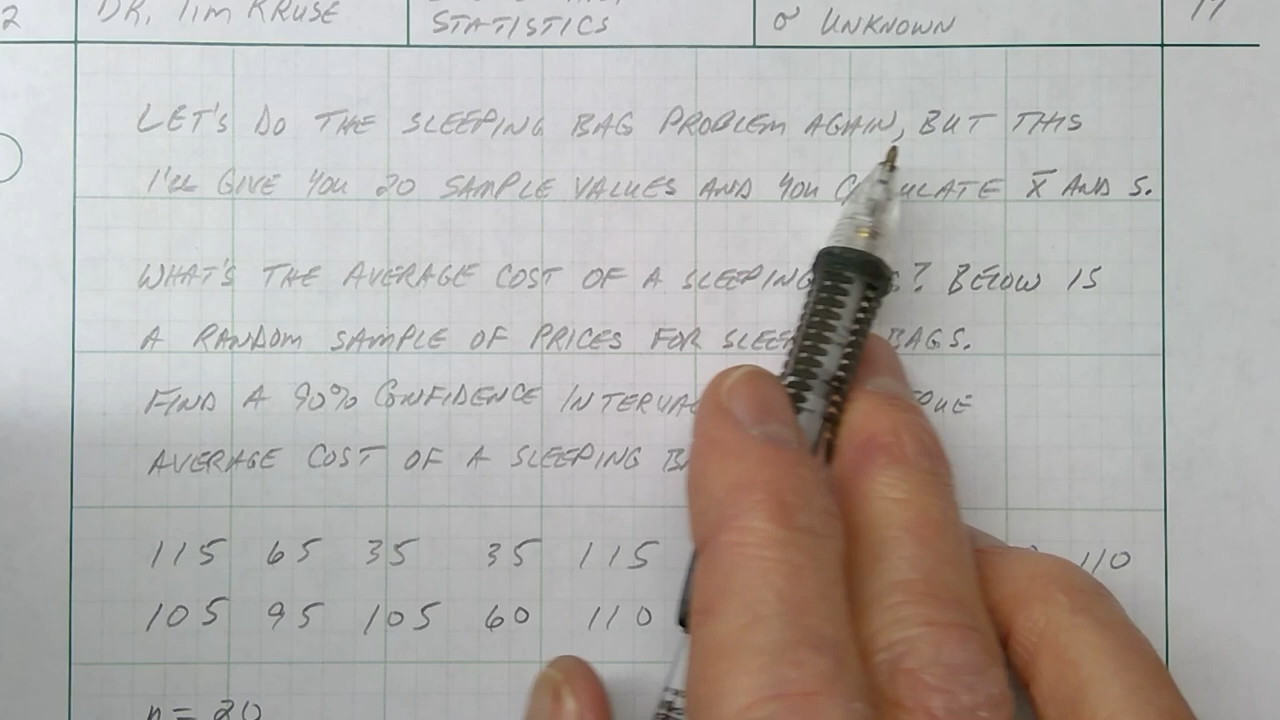 2 DR. TIM KRUSE STATISTICS σ UNKNOWN
LET'S DO THE SLEEPING BAG PROBLEM AGAIN, BUT THIS
I'LL GIVE YOU 20 SAMPLE VALUES AND YOU X̄ AND S.
WHAT'S THE AVERAGE COST OF A SLEEPING ? BELOW IS
A RANDOM SAMPLE OF PRICES FOR BAGS.
FIND A 90% CONFIDENCE
AVERAGE COST OF A SLEEPING
115 65 35 35 115 110
105 95 105 60 110
n = 20